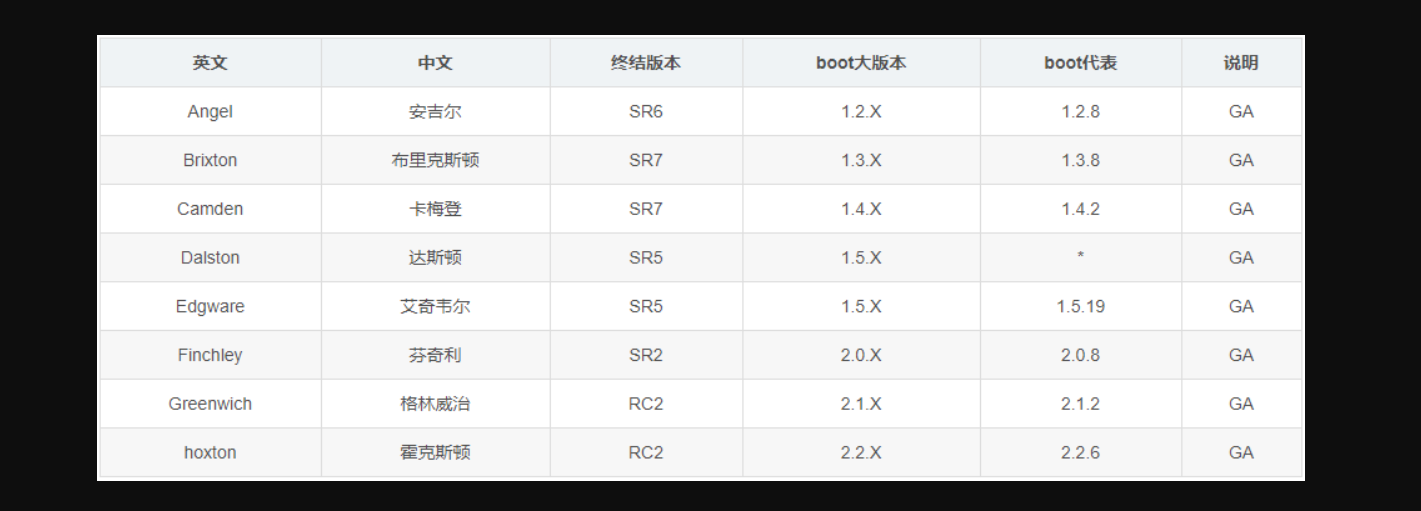 英文 中文 终结版本 boot大版本 boot代表 说明
Angel 安吉尔 SR6 1.2.X 1.2.8 GA
Brixton 布里克斯顿 SR7 1.3.X 1.3.8 GA
Camden 卡梅登 SR7 1.4.X 1.4.2 GA
Dalston 达斯顿 SR5 1.5.X * GA
Edgware 艾奇韦尔 SR5 1.5.X 1.5.19 GA
Finchley 芬奇利 SR2 2.0.X 2.0.8 GA
Greenwich 格林威治 RC2 2.1.X 2.1.2 GA
hoxton 霍克斯顿 RC2 2.2.X 2.2.6 GA